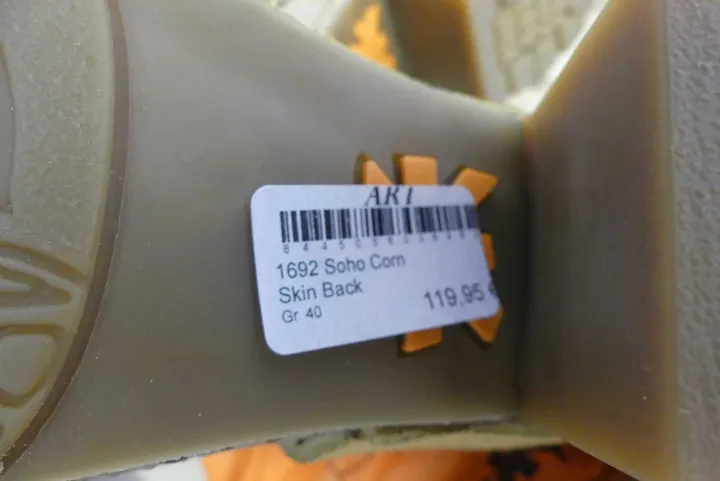 ART
1692 Soho Corn
Skin Back
Gr. 40
119,95 €